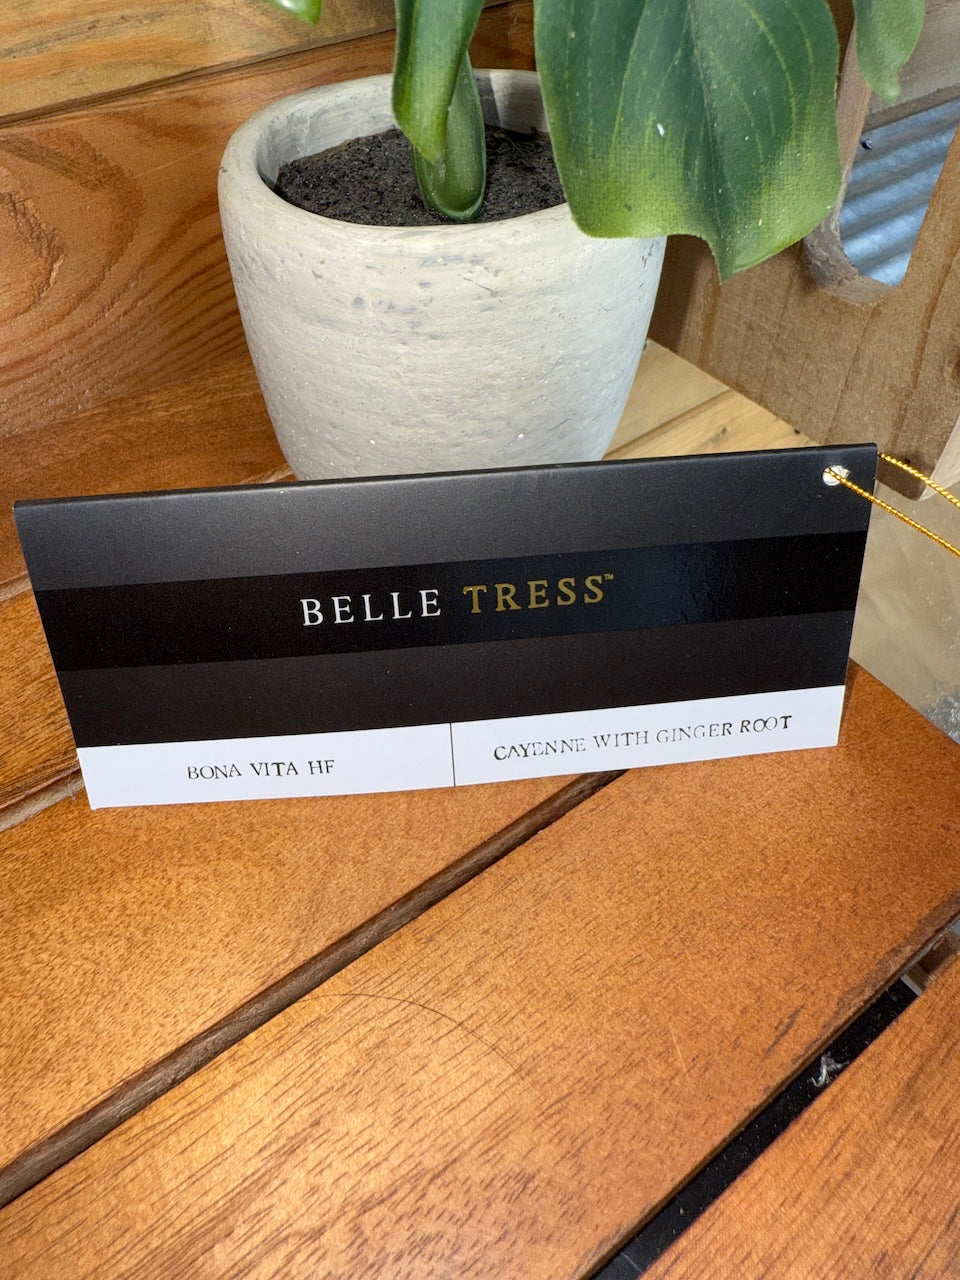 BELLE TRESS™
BONA VITA HF
CAYENNE WITH GINGER ROOT